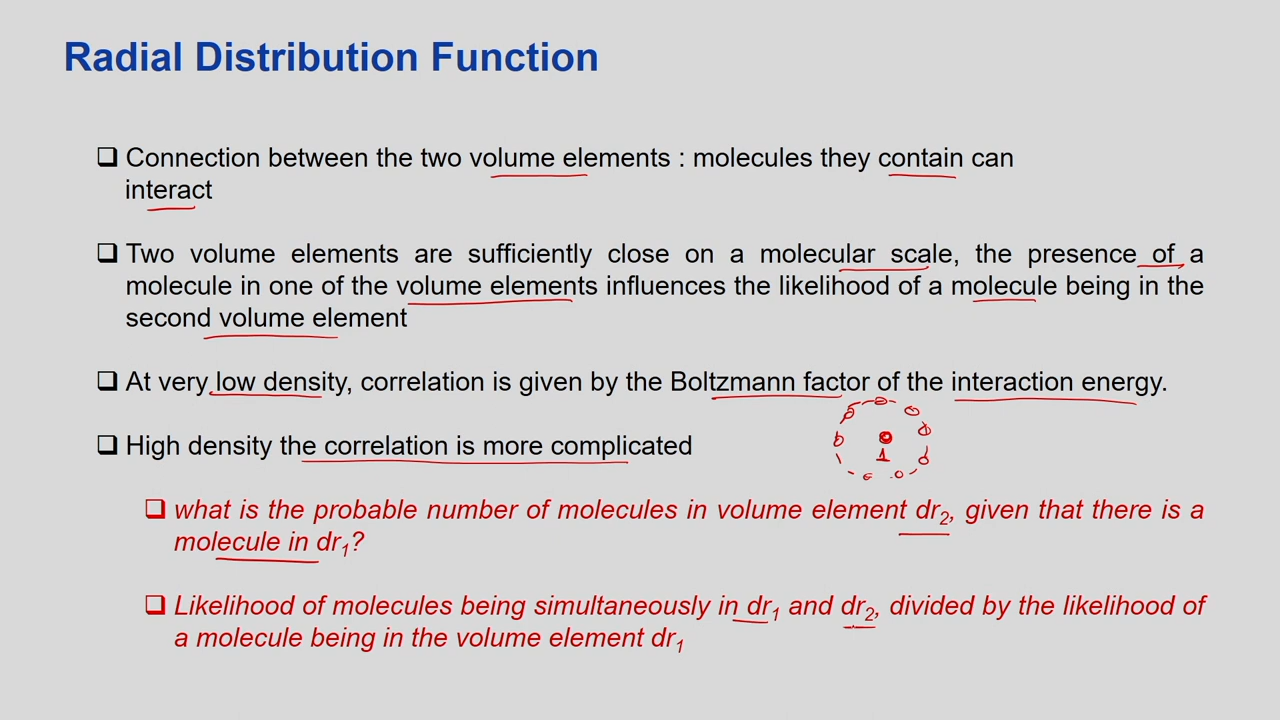 Radial Distribution Function
❑ Connection between the two volume elements : molecules they contain can
interact
❑ Two volume elements are sufficiently close on a molecular scale, the presence of a
molecule in one of the volume elements influences the likelihood of a molecule being in the
second volume element
❑ At very low density, correlation is given by the Boltzmann factor of the interaction energy.
❑ High density the correlation is more complicated
1
❑ what is the probable number of molecules in volume element dr₂, given that there is a
molecule in dr₁?
❑ Likelihood of molecules being simultaneously in dr₁ and dr₂, divided by the likelihood of
a molecule being in the volume element dr₁